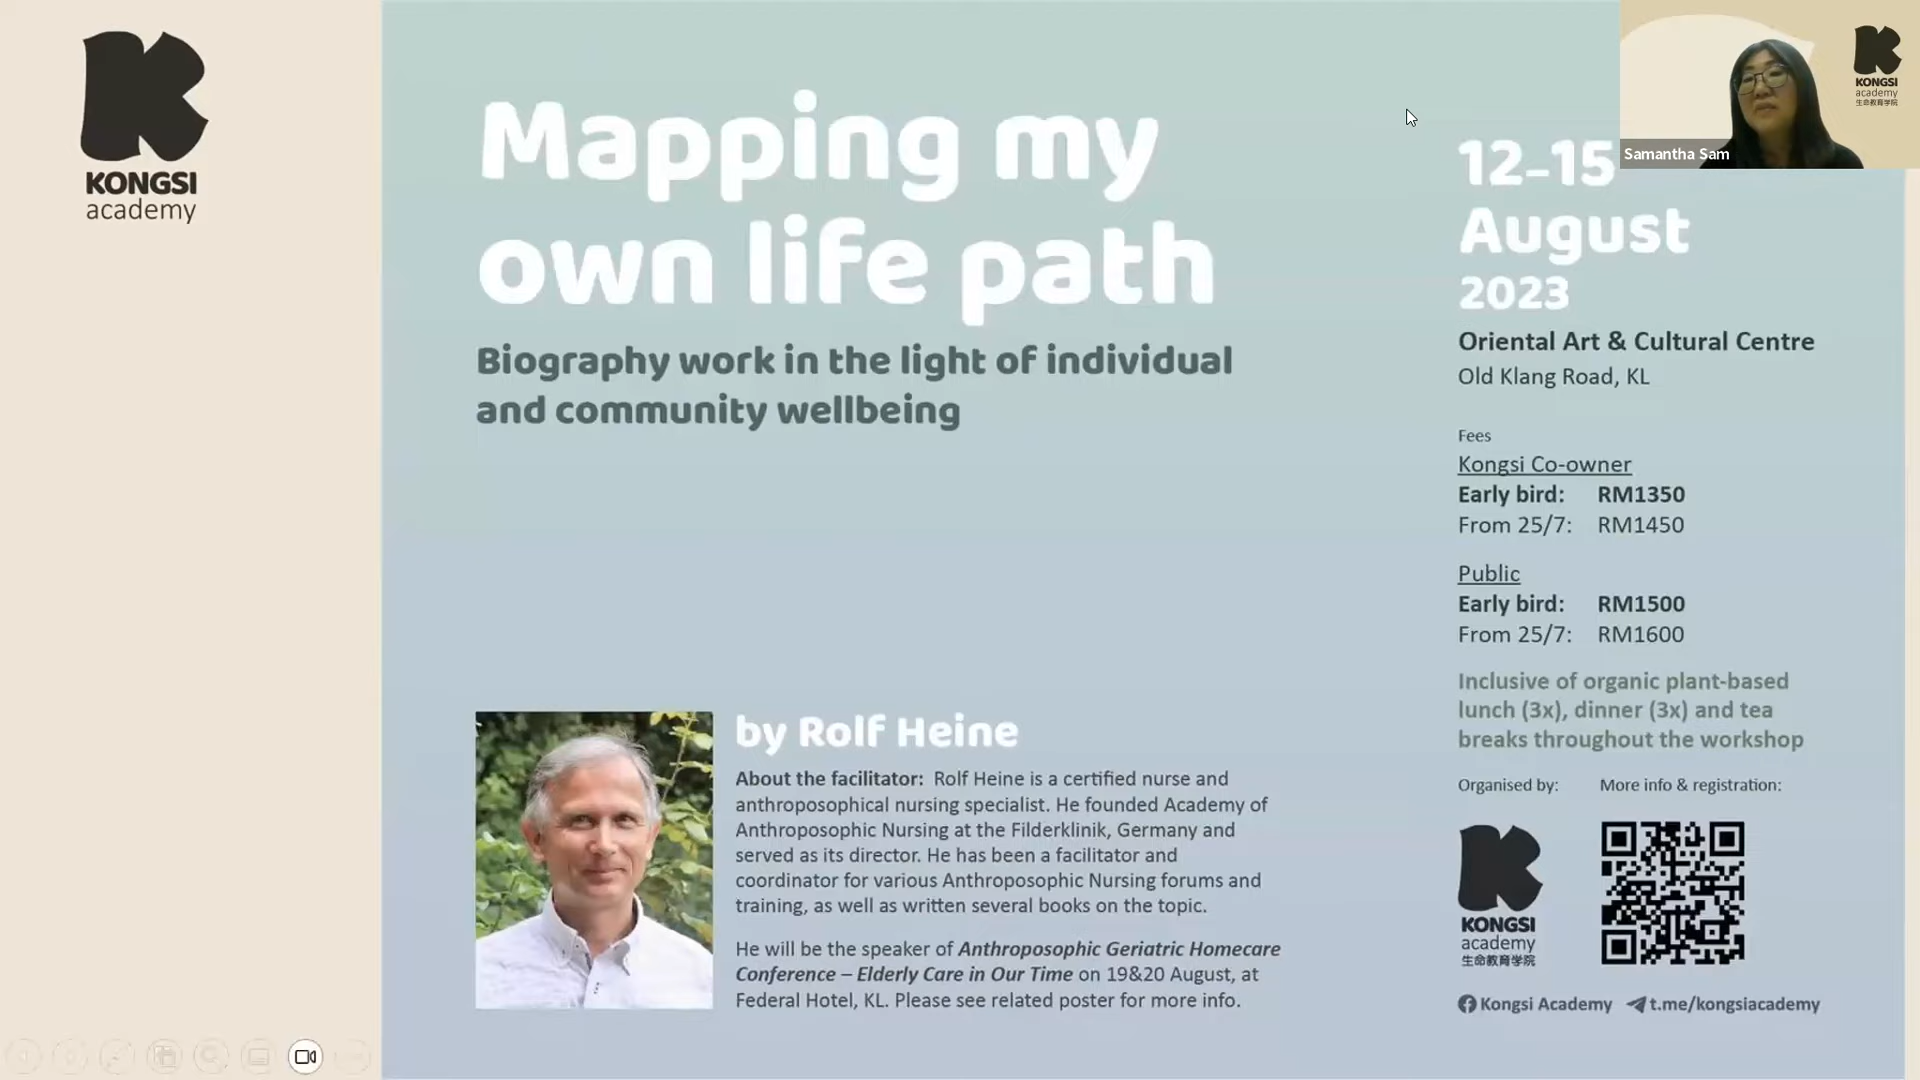 KONGSI
academy
Mapping my
own life path
Biography work in the light of individual
and community wellbeing
by Rolf Heine
About the facilitator: Rolf Heine is a certified nurse and
anthroposophical nursing specialist. He founded Academy of
Anthroposophic Nursing at the Filderklinik, Germany and
served as its director. He has been a facilitator and
coordinator for various Anthroposophic Nursing forums and
training, as well as written several books on the topic.
He will be the speaker of Anthroposophic Geriatric Homecare
Conference – Elderly Care in Our Time on 19&20 August, at
Federal Hotel, KL. Please see related poster for more info.
12–15
August
2023
Oriental Art & Cultural Centre
Old Klang Road, KL
Fees
Kongsi Co-owner
Early bird: RM1350
From 25/7: RM1450
Public
Early bird: RM1500
From 25/7: RM1600
Inclusive of organic plant-based
lunch (3x), dinner (3x) and tea
breaks throughout the workshop
Organised by: More info & registration:
KONGSI
academy
生命教育学院
Kongsi Academy t.me/kongsiacademy
Samantha Sam
KONGSI
academy
生命教育学院